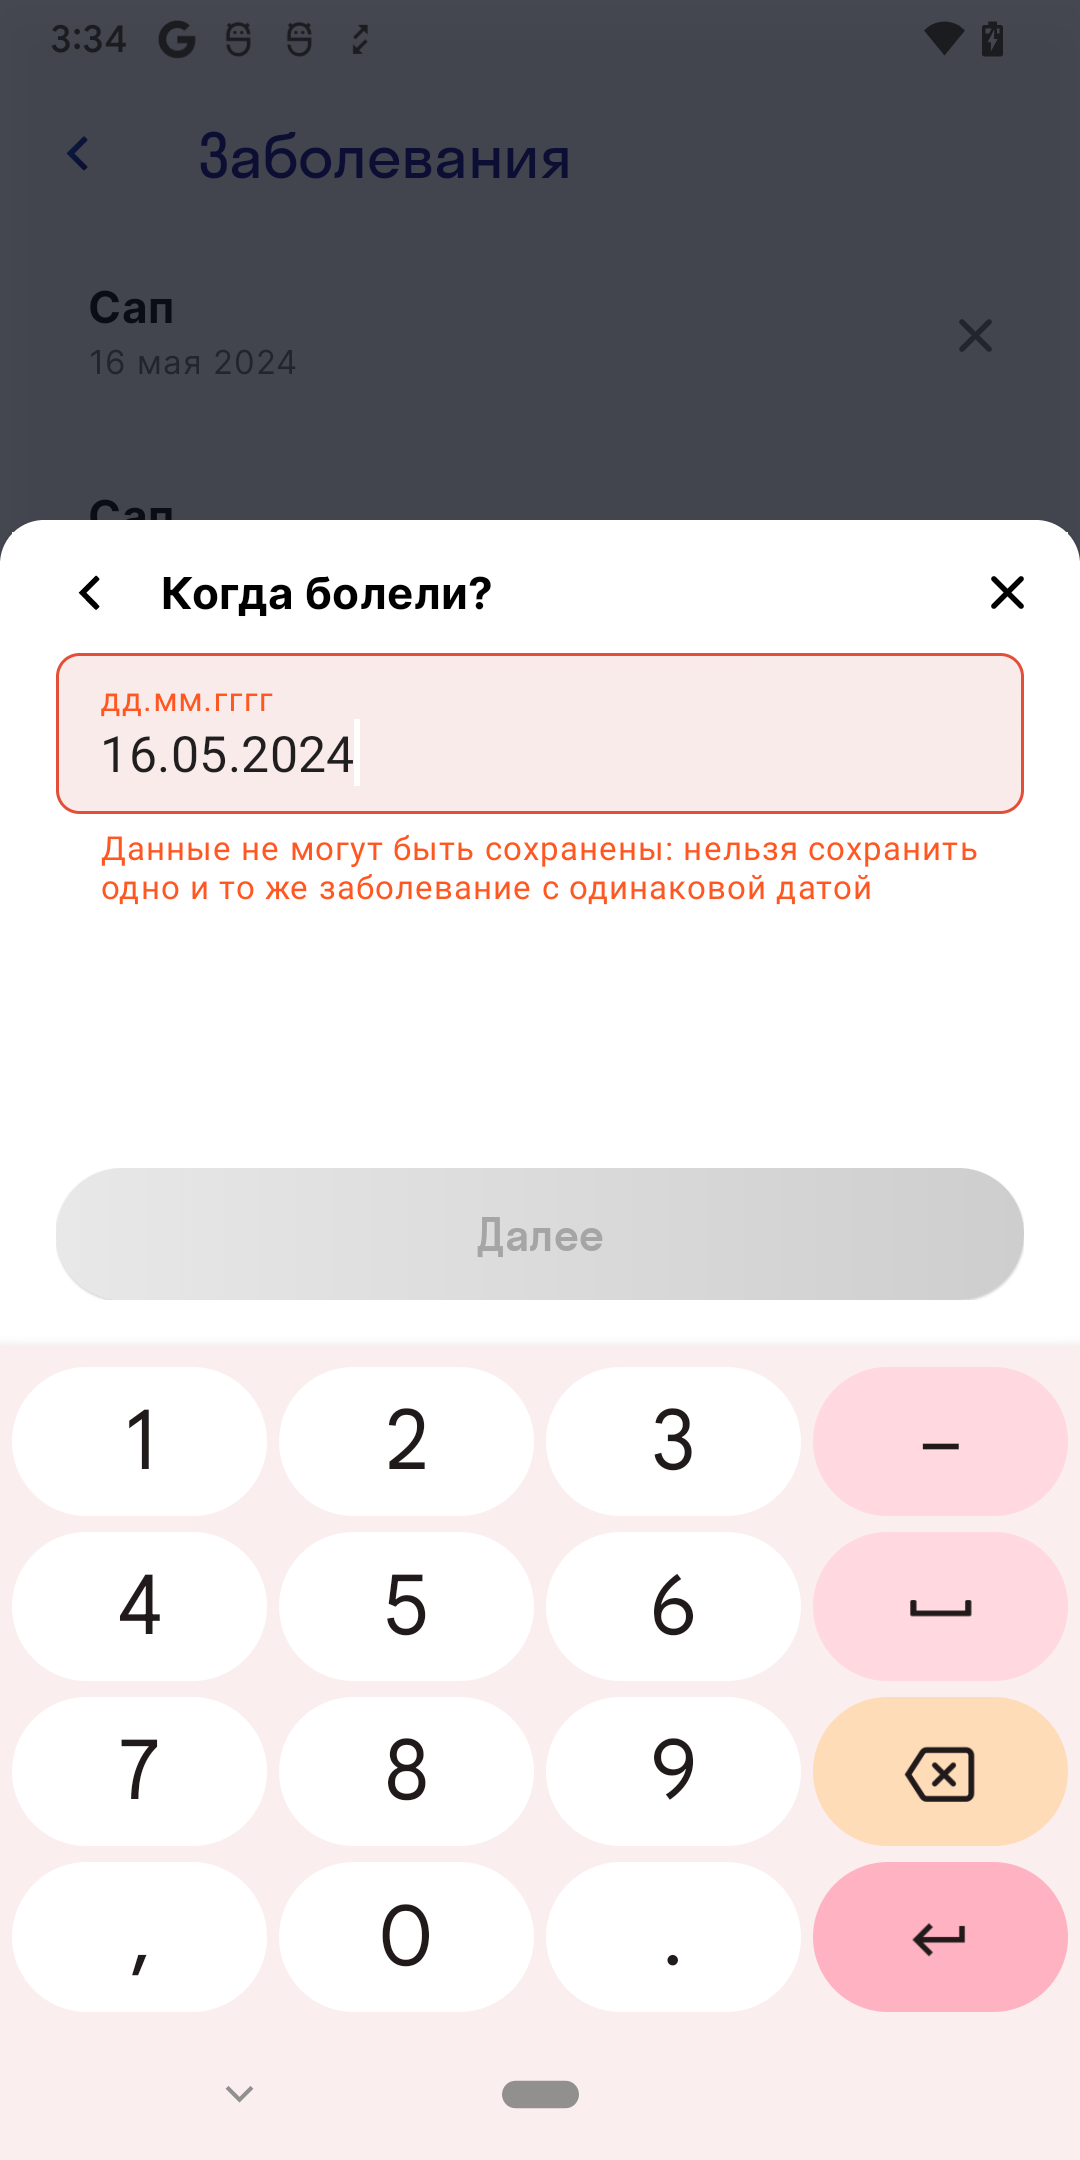 3:34
Заболевания
Сап
16 мая 2024
Сап
Когда болели?
дд.мм.гггг
16.05.2024
Данные не могут быть сохранены: нельзя сохранить
одно и то же заболевание с одинаковой датой
Далее
1 2 3 –
4 5 6
7 8 9
, 0 .